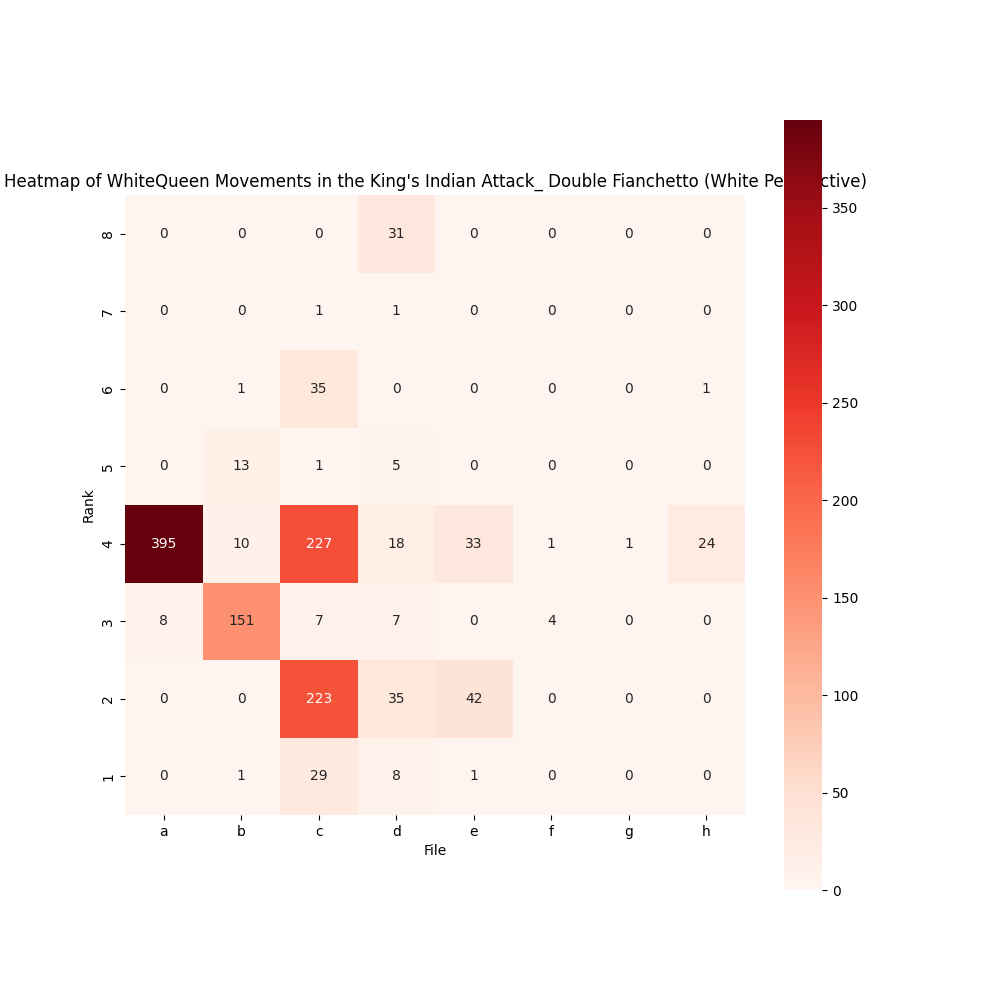 Heatmap of WhiteQueen Movements in the King's Indian Attack_ Double Fianchetto (White Perspective)
350
8 0 0 0 31 0 0 0 0
300
7 0 0 1 1 0 0 0 0
250
6 0 1 35 0 0 0 0 1
200
5 0 13 1 5 0 0 0 0
Rank
4 395 10 227 18 33 1 1 24
150
3 8 151 7 7 0 4 0 0
100
2 0 0 223 35 42 0 0 0
50
1 0 1 29 8 1 0 0 0
a b c d e f g h
File
0